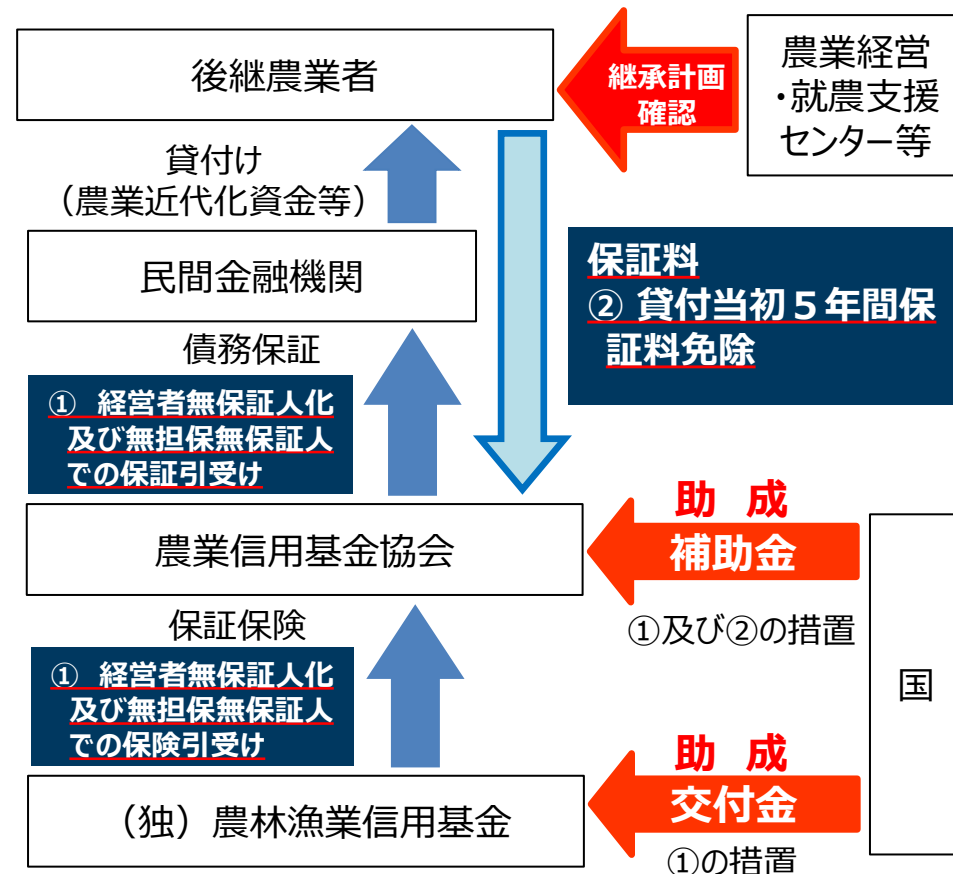 後継農業者
継承計画
確認
農業経営
・就農支援
センター等
貸付け
（農業近代化資金等）
民間金融機関
保証料
② 貸付当初５年間保
証料免除
債務保証
① 経営者無保証人化
及び無担保無保証人
での保証引受け
農業信用基金協会
助 成
補助金
①及び②の措置
保証保険
① 経営者無保証人化
及び無担保無保証人
での保険引受け
国
（独）農林漁業信用基金
助 成
交付金
①の措置